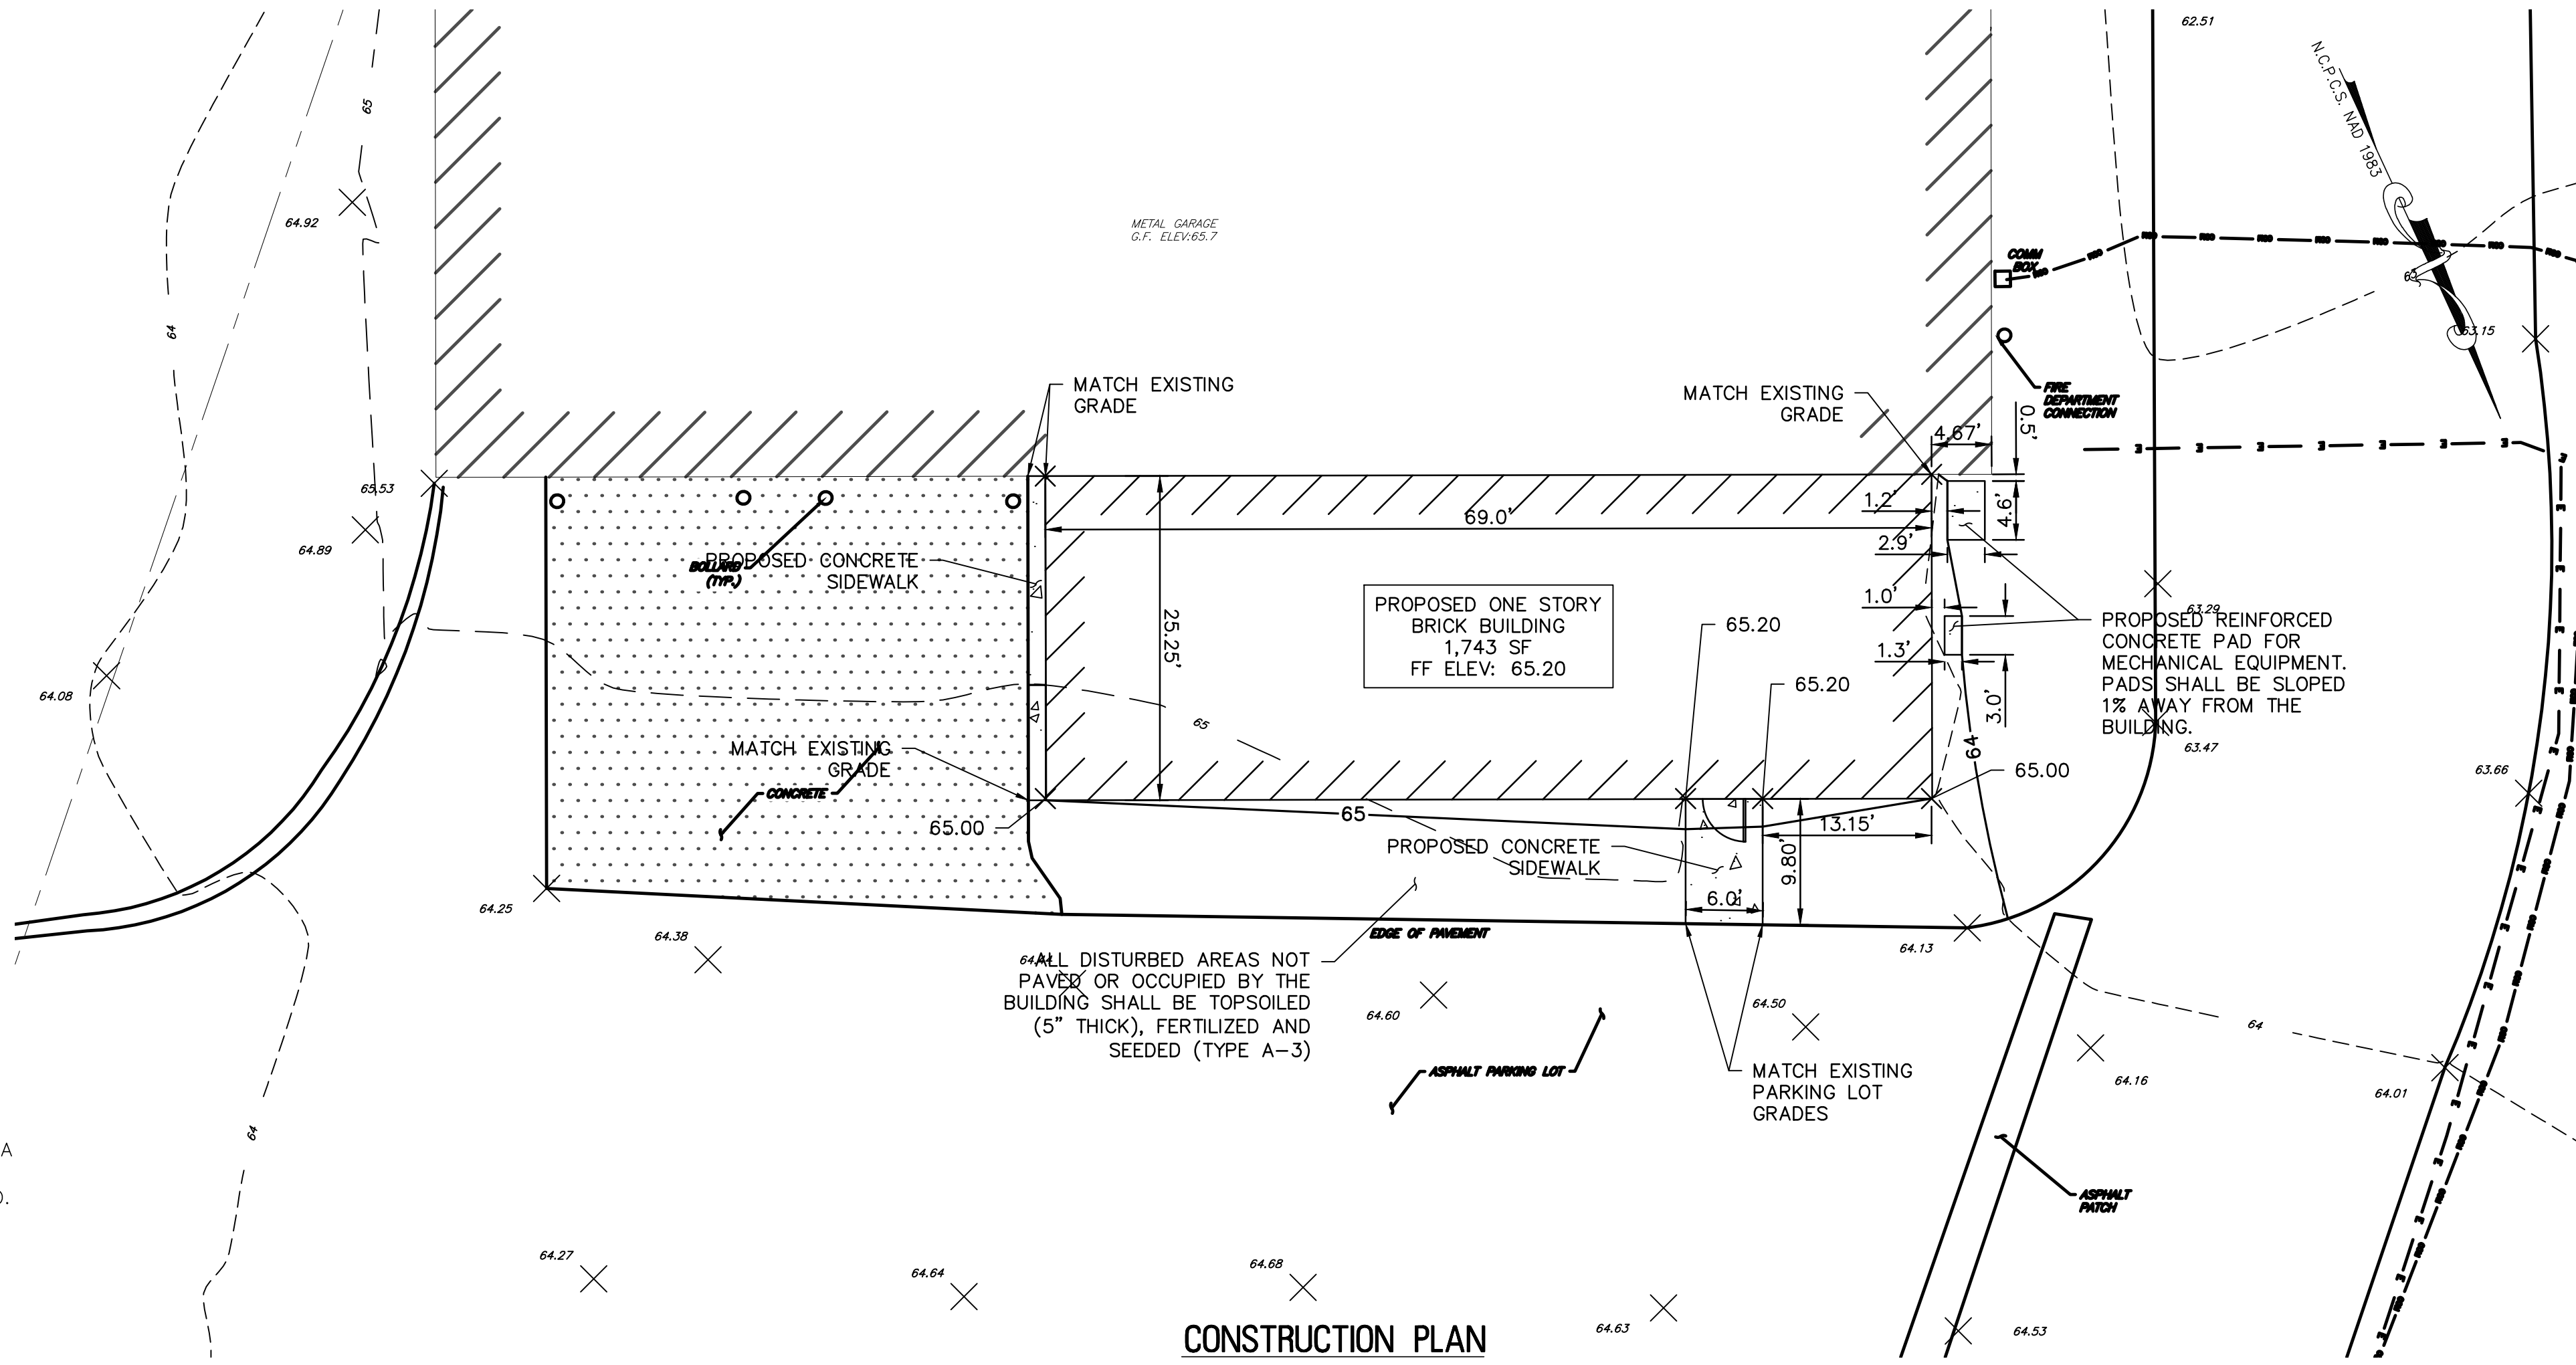 62.51
N.C.P.C.S. NAD 1983
65
64.92
64
METAL GARAGE
G.F. ELEV:65.7
COMM
BOX
63
63.15
FIRE
DEPARTMENT
CONNECTION
MATCH EXISTING
GRADE
MATCH EXISTING
GRADE
0.5'
4.67'
65.53
64.89
1.2'
4.6'
69.0'
2.9'
PROPOSED CONCRETE
SIDEWALK
BOLLARD
(TYP.)
25.25'
PROPOSED ONE STORY
BRICK BUILDING
1,743 SF
FF ELEV: 65.20
65.20
65.20
1.0'
1.3'
3.0'
63.29
PROPOSED REINFORCED
CONCRETE PAD FOR
MECHANICAL EQUIPMENT.
PADS SHALL BE SLOPED
1% AWAY FROM THE
BUILDING.
63.47
64.08
65
64
MATCH EXISTING
GRADE
CONCRETE
65.00
65.00
63.66
65
13.15'
PROPOSED CONCRETE
SIDEWALK
9.80'
6.0'
64.25
64.38
EDGE OF PAVEMENT
64.13
ALL DISTURBED AREAS NOT
PAVED OR OCCUPIED BY THE
BUILDING SHALL BE TOPSOILED
(5" THICK), FERTILIZED AND
SEEDED (TYPE A-3)
64.60
64.50
64
ASPHALT PARKING LOT
MATCH EXISTING
PARKING LOT
GRADES
64.16
64.01
64
A
ASPHALT
PATCH
64.27
64.64
64.68
64.63
64.53
CONSTRUCTION PLAN